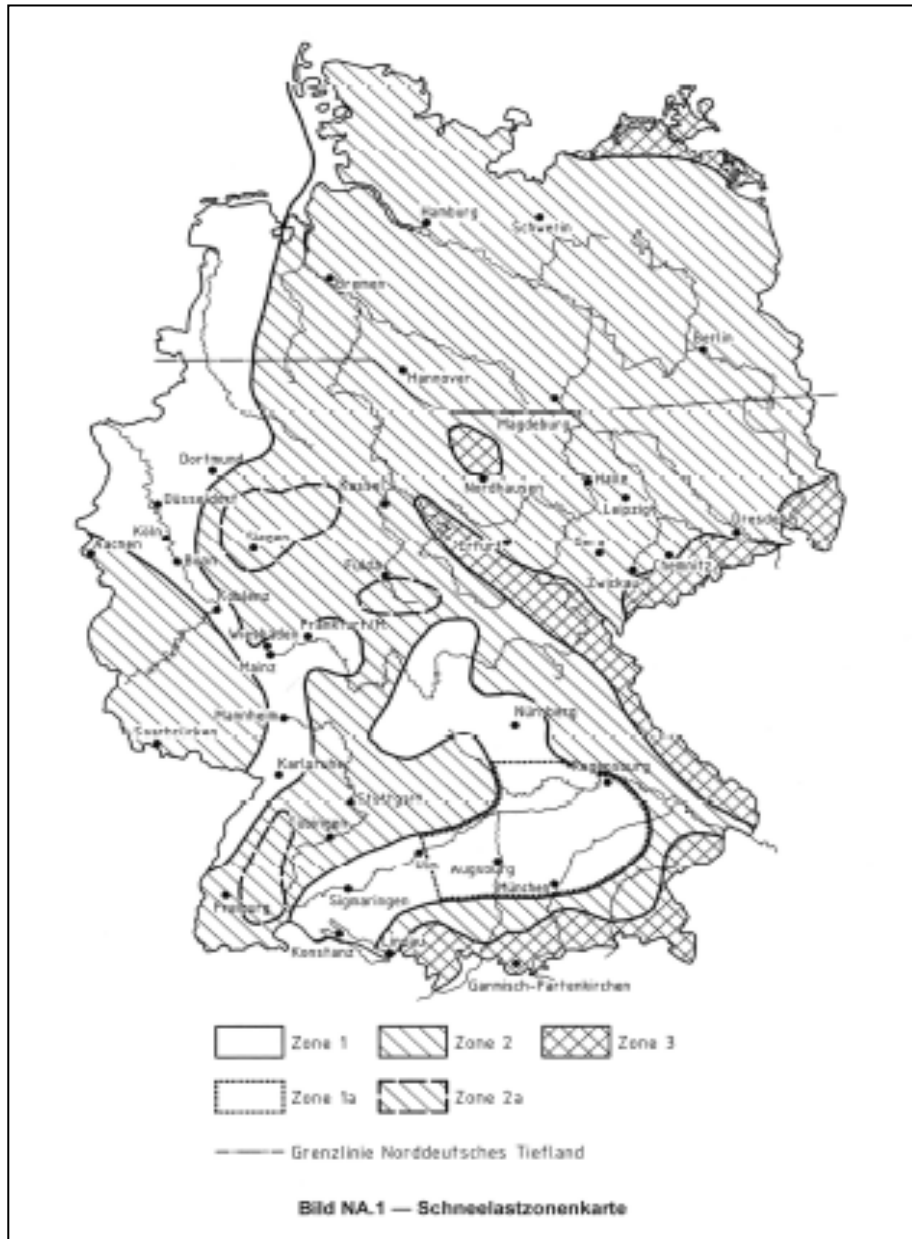 Hamburg
Schwerin
Bremen
Berlin
Hannover
Magdeburg
Dortmund
Kassel
Nordhausen
Halle
Düsseldorf
Leipzig
Dresden
Köln
Siegen
Erfurt
Gera
Aachen
Bonn
Fulda
Zwickau
Chemnitz
Koblenz
Wiesbaden
Frankfurt/M.
Mainz
Mannheim
Nürnberg
Saarbrücken
Karlsruhe
Regensburg
Stuttgart
Tübingen
Ulm
Augsburg
München
Freiburg
Sigmaringen
Konstanz
Lindau
Garmisch-Partenkirchen
Zone 1
Zone 2
Zone 3
Zone 1a
Zone 2a
Grenzlinie Norddeutsches Tiefland
Bild NA.1 — Schneelastzonenkarte